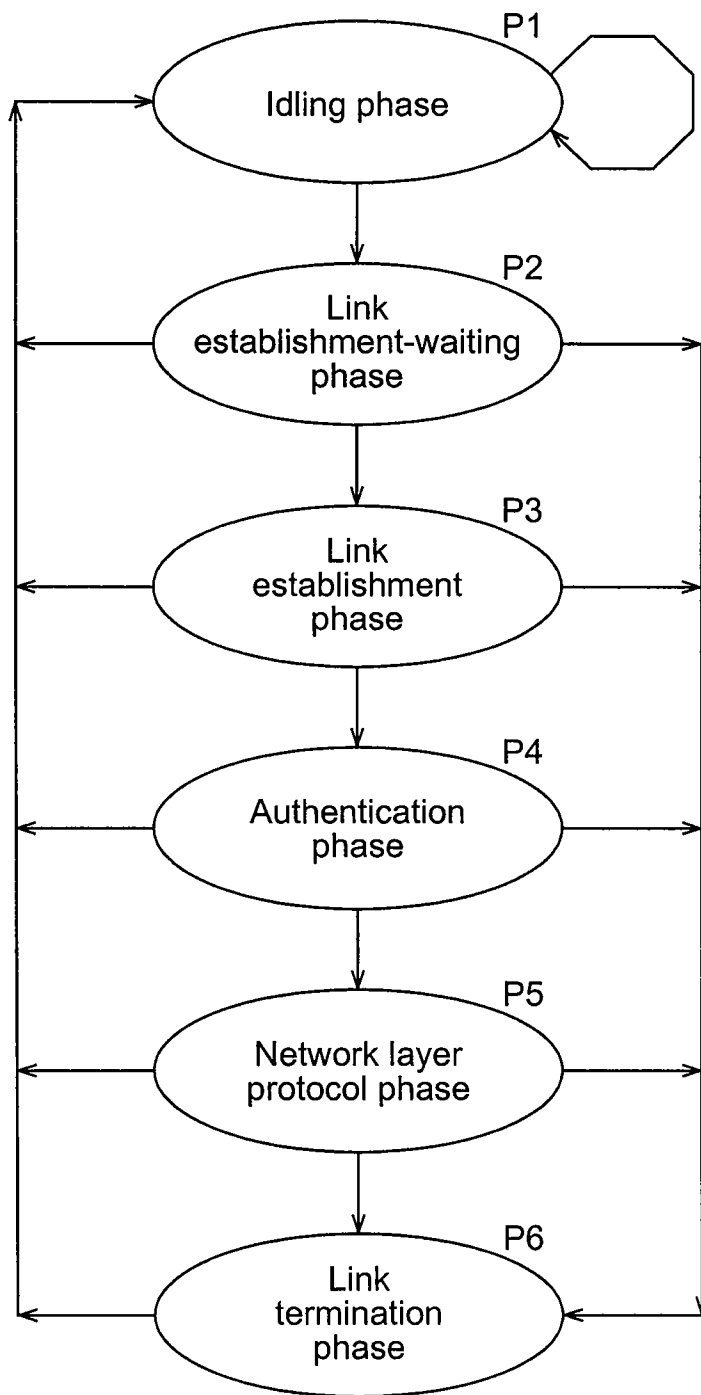 P1
Idling phase
P2
Link
establishment-waiting
phase
P3
Link
establishment
phase
P4
Authentication
phase
P5
Network layer
protocol phase
P6
Link
termination
phase